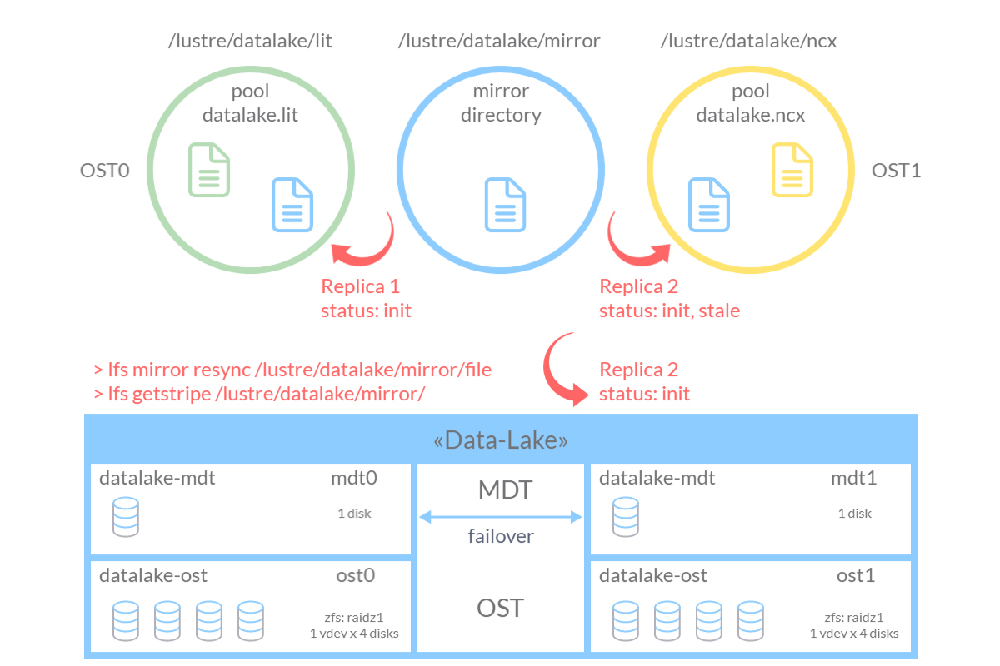 /lustre/datalake/lit
/lustre/datalake/mirror
/lustre/datalake/ncx
pool
datalake.lit
mirror
directory
pool
datalake.ncx
OST0
OST1
Replica 1
status: init
Replica 2
status: init, stale
> lfs mirror resync /lustre/datalake/mirror/file
> lfs getstripe /lustre/datalake/mirror/
Replica 2
status: init
«Data-Lake»
datalake-mdt
mdt0
1 disk
MDT
failover
datalake-mdt
mdt1
1 disk
datalake-ost
ost0
zfs: raidz1
1 vdev x 4 disks
OST
datalake-ost
ost1
zfs: raidz1
1 vdev x 4 disks